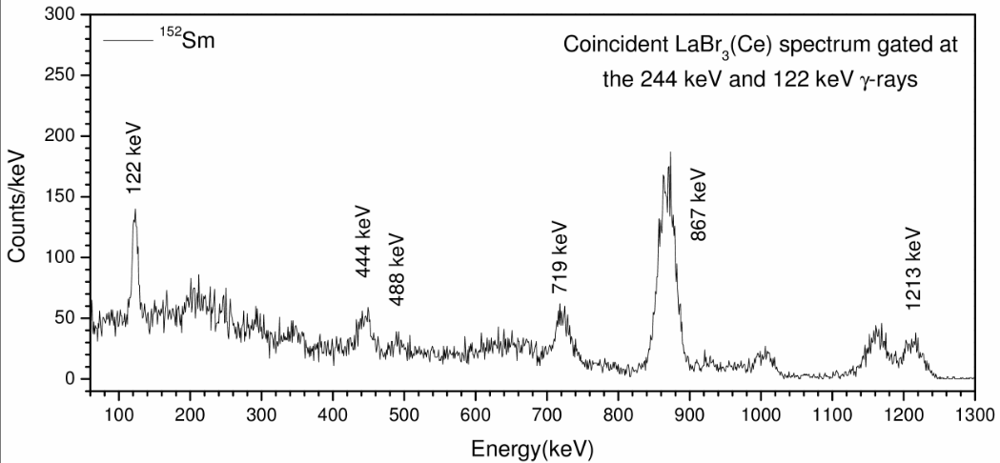 300
250
200
150
100
50
0
Counts/keV
¹⁵²Sm
Coincident LaBr₃(Ce) spectrum gated at
the 244 keV and 122 keV γ-rays
122 keV
444 keV
488 keV
719 keV
867 keV
1213 keV
100 200 300 400 500 600 700 800 900 1000 1100 1200 1300
Energy(keV)